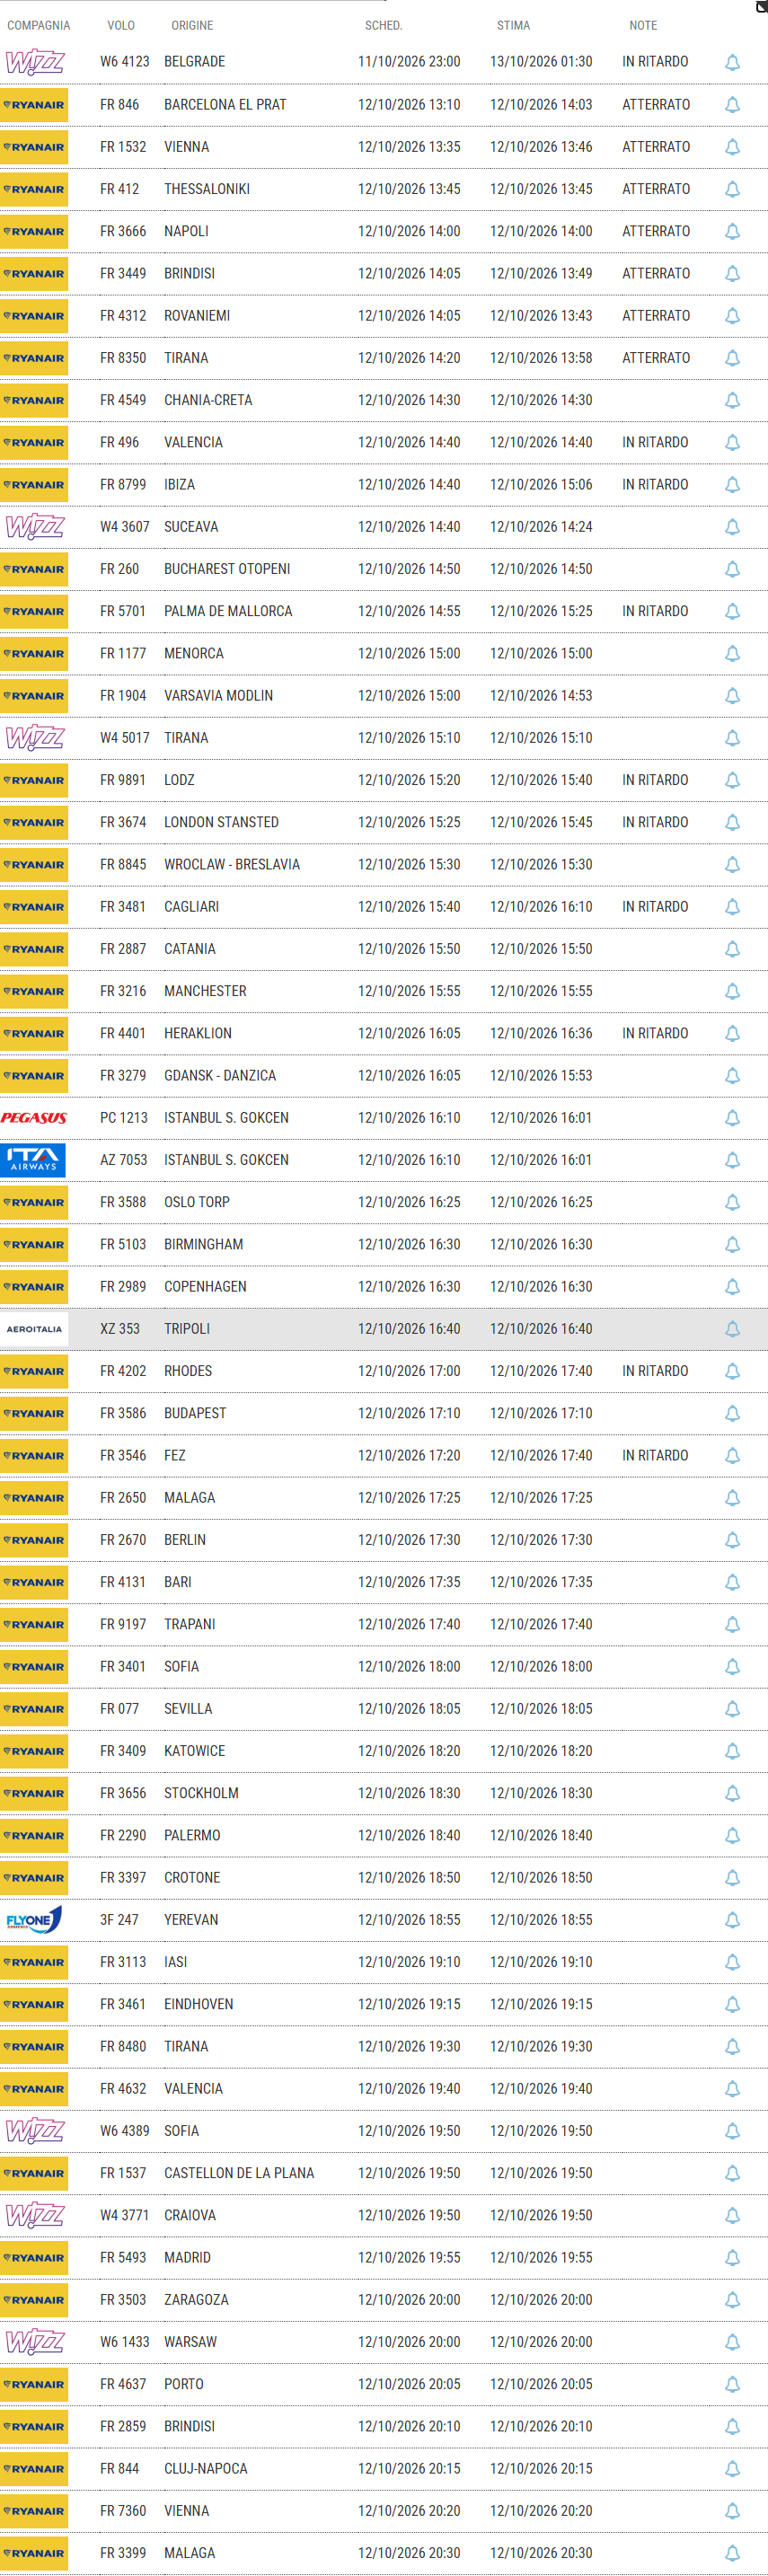 COMPAGNIA VOLO ORIGINE SCHED. STIMA NOTE
Wizz W6 4123 BELGRADE 11/10/2026 23:00 13/10/2026 01:30 IN RITARDO
RYANAIR FR 846 BARCELONA EL PRAT 12/10/2026 13:10 12/10/2026 14:03 ATTERRATO
RYANAIR FR 1532 VIENNA 12/10/2026 13:35 12/10/2026 13:46 ATTERRATO
RYANAIR FR 412 THESSALONIKI 12/10/2026 13:45 12/10/2026 13:45 ATTERRATO
RYANAIR FR 3666 NAPOLI 12/10/2026 14:00 12/10/2026 14:00 ATTERRATO
RYANAIR FR 3449 BRINDISI 12/10/2026 14:05 12/10/2026 13:49 ATTERRATO
RYANAIR FR 4312 ROVANIEMI 12/10/2026 14:05 12/10/2026 13:43 ATTERRATO
RYANAIR FR 8350 TIRANA 12/10/2026 14:20 12/10/2026 13:58 ATTERRATO
RYANAIR FR 4549 CHANIA-CRETA 12/10/2026 14:30 12/10/2026 14:30
RYANAIR FR 496 VALENCIA 12/10/2026 14:40 12/10/2026 14:40 IN RITARDO
RYANAIR FR 8799 IBIZA 12/10/2026 14:40 12/10/2026 15:06 IN RITARDO
Wizz W4 3607 SUCEAVA 12/10/2026 14:40 12/10/2026 14:24
RYANAIR FR 260 BUCHAREST OTOPENI 12/10/2026 14:50 12/10/2026 14:50
RYANAIR FR 5701 PALMA DE MALLORCA 12/10/2026 14:55 12/10/2026 15:25 IN RITARDO
RYANAIR FR 1177 MENORCA 12/10/2026 15:00 12/10/2026 15:00
RYANAIR FR 1904 VARSAVIA MODLIN 12/10/2026 15:00 12/10/2026 14:53
Wizz W4 5017 TIRANA 12/10/2026 15:10 12/10/2026 15:10
RYANAIR FR 9891 LODZ 12/10/2026 15:20 12/10/2026 15:40 IN RITARDO
RYANAIR FR 3674 LONDON STANSTED 12/10/2026 15:25 12/10/2026 15:45 IN RITARDO
RYANAIR FR 8845 WROCLAW - BRESLAVIA 12/10/2026 15:30 12/10/2026 15:30
RYANAIR FR 3481 CAGLIARI 12/10/2026 15:40 12/10/2026 16:10 IN RITARDO
RYANAIR FR 2887 CATANIA 12/10/2026 15:50 12/10/2026 15:50
RYANAIR FR 3216 MANCHESTER 12/10/2026 15:55 12/10/2026 15:55
RYANAIR FR 4401 HERAKLION 12/10/2026 16:05 12/10/2026 16:36 IN RITARDO
RYANAIR FR 3279 GDANSK - DANZICA 12/10/2026 16:05 12/10/2026 15:53
PEGASUS PC 1213 ISTANBUL S. GOKCEN 12/10/2026 16:10 12/10/2026 16:01
ITA AIRWAYS AZ 7053 ISTANBUL S. GOKCEN 12/10/2026 16:10 12/10/2026 16:01
RYANAIR FR 3588 OSLO TORP 12/10/2026 16:25 12/10/2026 16:25
RYANAIR FR 5103 BIRMINGHAM 12/10/2026 16:30 12/10/2026 16:30
RYANAIR FR 2989 COPENHAGEN 12/10/2026 16:30 12/10/2026 16:30
AEROITALIA XZ 353 TRIPOLI 12/10/2026 16:40 12/10/2026 16:40
RYANAIR FR 4202 RHODES 12/10/2026 17:00 12/10/2026 17:40 IN RITARDO
RYANAIR FR 3586 BUDAPEST 12/10/2026 17:10 12/10/2026 17:10
RYANAIR FR 3546 FEZ 12/10/2026 17:20 12/10/2026 17:40 IN RITARDO
RYANAIR FR 2650 MALAGA 12/10/2026 17:25 12/10/2026 17:25
RYANAIR FR 2670 BERLIN 12/10/2026 17:30 12/10/2026 17:30
RYANAIR FR 4131 BARI 12/10/2026 17:35 12/10/2026 17:35
RYANAIR FR 9197 TRAPANI 12/10/2026 17:40 12/10/2026 17:40
RYANAIR FR 3401 SOFIA 12/10/2026 18:00 12/10/2026 18:00
RYANAIR FR 077 SEVILLA 12/10/2026 18:05 12/10/2026 18:05
RYANAIR FR 3409 KATOWICE 12/10/2026 18:20 12/10/2026 18:20
RYANAIR FR 3656 STOCKHOLM 12/10/2026 18:30 12/10/2026 18:30
RYANAIR FR 2290 PALERMO 12/10/2026 18:40 12/10/2026 18:40
RYANAIR FR 3397 CROTONE 12/10/2026 18:50 12/10/2026 18:50
FLYONE 3F 247 YEREVAN 12/10/2026 18:55 12/10/2026 18:55
RYANAIR FR 3113 IASI 12/10/2026 19:10 12/10/2026 19:10
RYANAIR FR 3461 EINDHOVEN 12/10/2026 19:15 12/10/2026 19:15
RYANAIR FR 8480 TIRANA 12/10/2026 19:30 12/10/2026 19:30
RYANAIR FR 4632 VALENCIA 12/10/2026 19:40 12/10/2026 19:40
Wizz W6 4389 SOFIA 12/10/2026 19:50 12/10/2026 19:50
RYANAIR FR 1537 CASTELLON DE LA PLANA 12/10/2026 19:50 12/10/2026 19:50
Wizz W4 3771 CRAIOVA 12/10/2026 19:50 12/10/2026 19:50
RYANAIR FR 5493 MADRID 12/10/2026 19:55 12/10/2026 19:55
RYANAIR FR 3503 ZARAGOZA 12/10/2026 20:00 12/10/2026 20:00
Wizz W6 1433 WARSAW 12/10/2026 20:00 12/10/2026 20:00
RYANAIR FR 4637 PORTO 12/10/2026 20:05 12/10/2026 20:05
RYANAIR FR 2859 BRINDISI 12/10/2026 20:10 12/10/2026 20:10
RYANAIR FR 844 CLUJ-NAPOCA 12/10/2026 20:15 12/10/2026 20:15
RYANAIR FR 7360 VIENNA 12/10/2026 20:20 12/10/2026 20:20
RYANAIR FR 3399 MALAGA 12/10/2026 20:30 12/10/2026 20:30